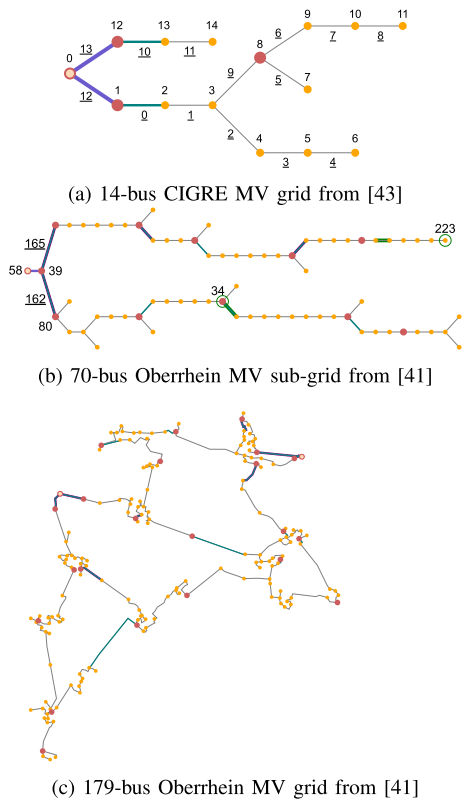 12 13 14
9 10 11
13 10 11
6 7 8
0
8
9 5
7
12
1 2 3
0 1
2
4 5 6
3 4
(a) 14-bus CIGRE MV grid from [43]
223
165
58 39
162
34
80
(b) 70-bus Oberrhein MV sub-grid from [41]
(c) 179-bus Oberrhein MV grid from [41]